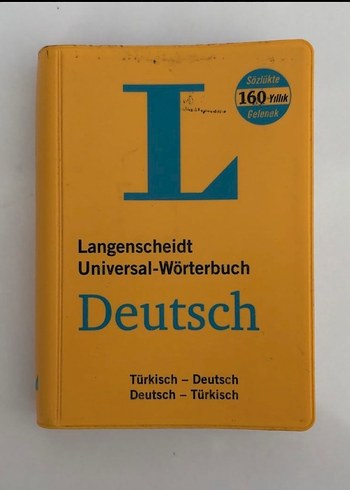 L
Sözlükte
160-Yıllık
Gelenek
Langenscheidt
Universal-Wörterbuch
Deutsch
Türkisch – Deutsch
Deutsch – Türkisch